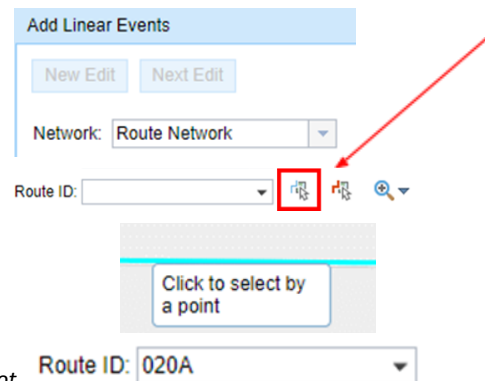 Add Linear Events
New Edit Next Edit
Network: Route Network
Route ID:
Click to select by
a point
Route ID: 020A